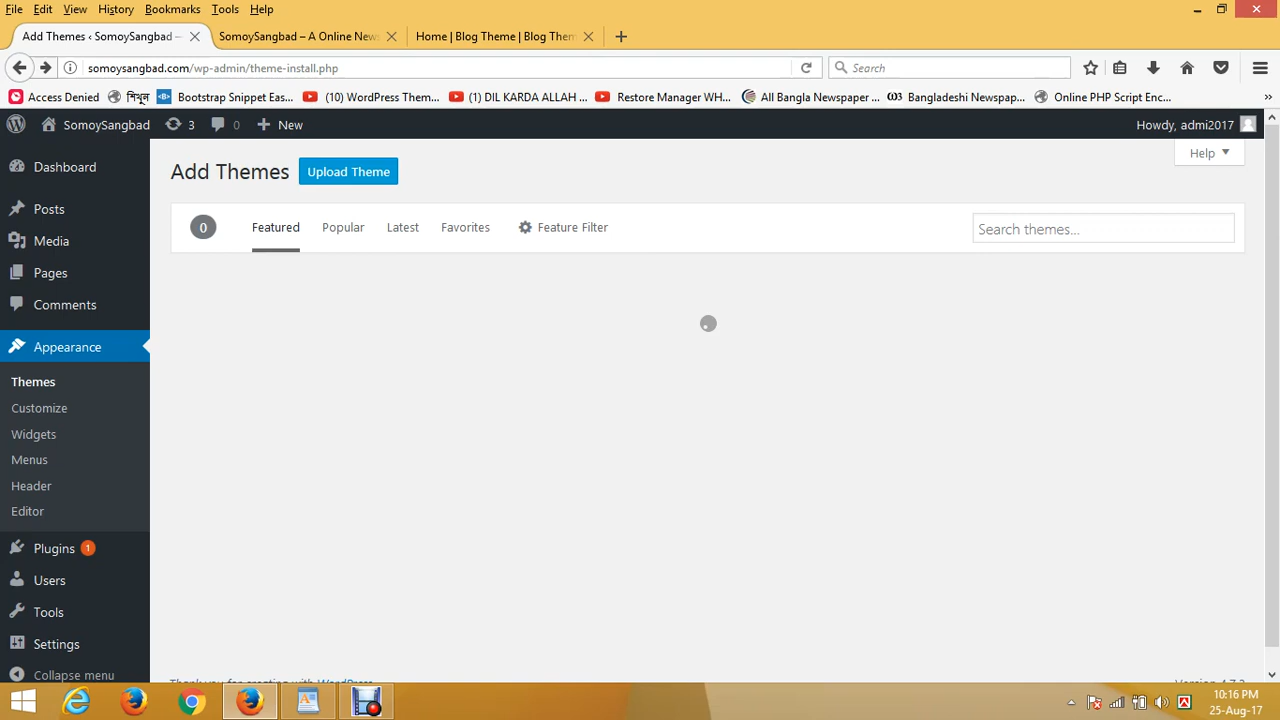 File Edit View History Bookmarks Tools Help
Add Themes ‹ SomoySangbad — SomoySangbad – A Online News Home | Blog Theme | Blog Them
somoysangbad.com/wp-admin/theme-install.php Search
Access Denied শিখুন Bootstrap Snippet Eas... (10) WordPress Them... (1) DIL KARDA ALLAH ... Restore Manager WH... All Bangla Newspaper ... Bangladeshi Newspap... Online PHP Script Enc... »
SomoySangbad 3 0 New Howdy, admi2017
Help
Add Themes Upload Theme
0 Featured Popular Latest Favorites Feature Filter Search themes...
Dashboard
Posts
Media
Pages
Comments
Appearance
Themes
Customize
Widgets
Menus
Header
Editor
Plugins 1
Users
Tools
Settings
Collapse menu
10:16 PM
25-Aug-17